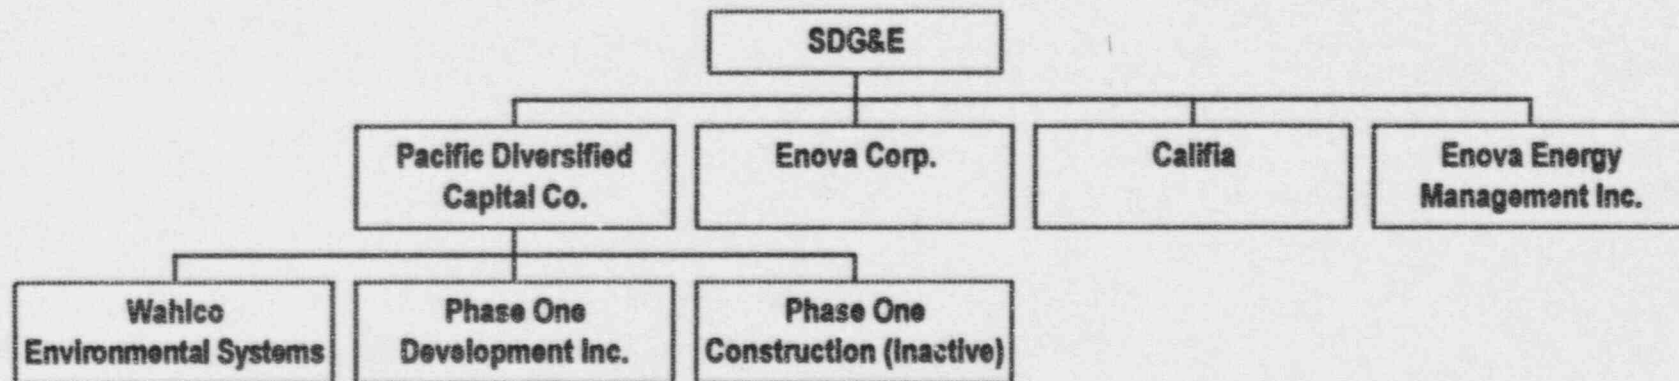 SDG&E
Pacific Diversified
Capital Co.
Enova Corp.
Califia
Enova Energy
Management Inc.
Wahlco
Environmental Systems
Phase One
Development Inc.
Phase One
Construction (Inactive)